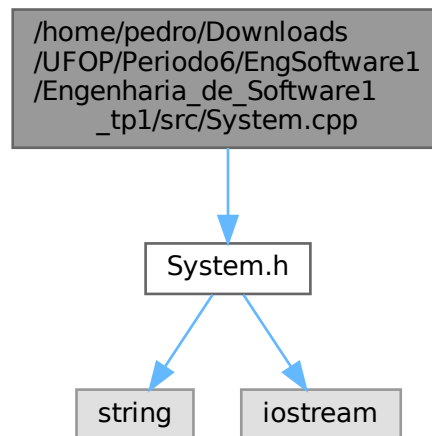 /home/pedro/Downloads
/UFOP/Periodo6/EngSoftware1
/Engenharia_de_Software1
_tp1/src/System.cpp
System.h
string
iostream